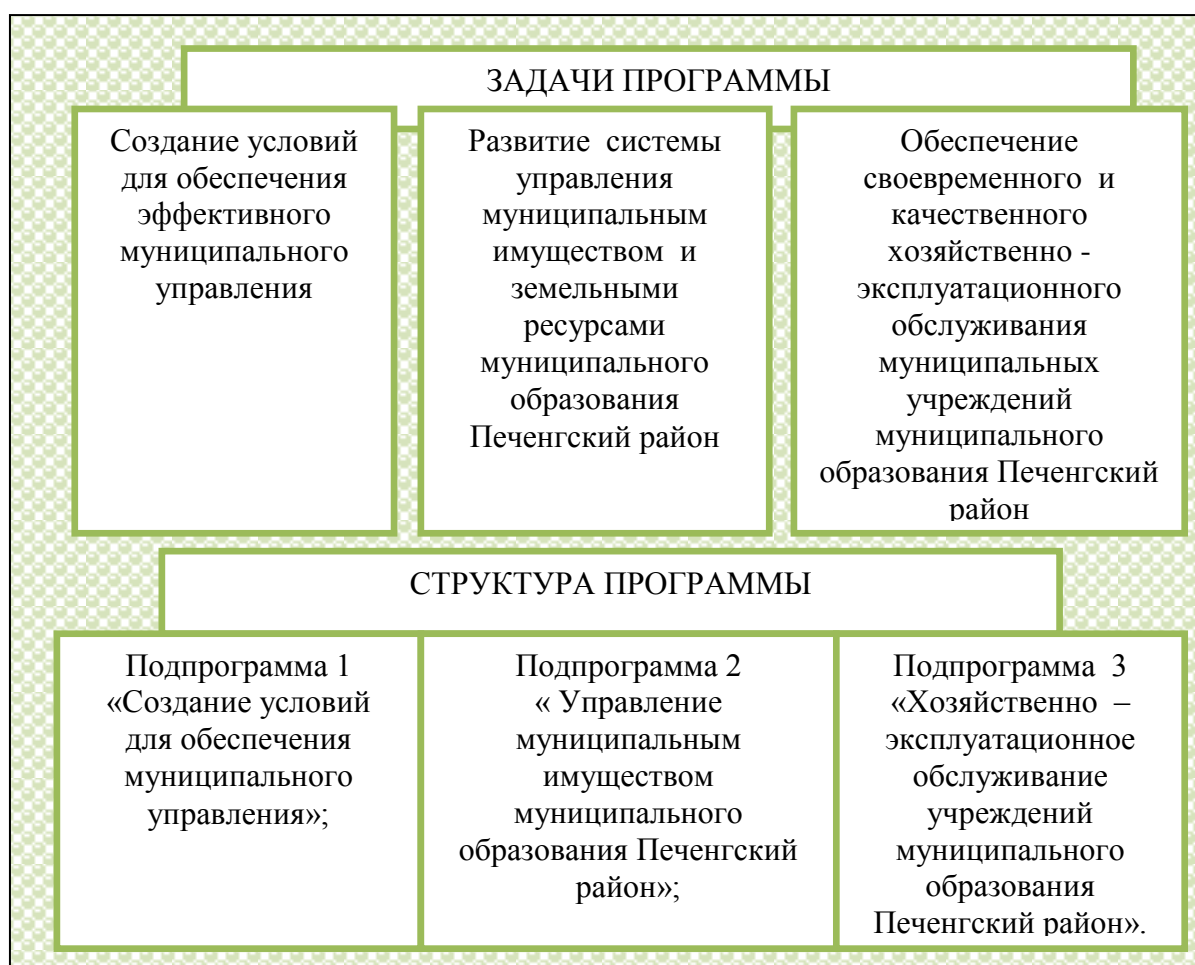 ЗАДАЧИ ПРОГРАММЫ
Создание условий
для обеспечения
эффективного
муниципального
управления
Развитие системы
управления
муниципальным
имуществом и
земельными
ресурсами
муниципального
образования
Печенгский район
Обеспечение
своевременного и
качественного
хозяйственно -
эксплуатационного
обслуживания
муниципальных
учреждений
муниципального
образования Печенгский
район
СТРУКТУРА ПРОГРАММЫ
Подпрограмма 1
«Создание условий
для обеспечения
муниципального
управления»;
Подпрограмма 2
« Управление
муниципальным
имуществом
муниципального
образования Печенгский
район»;
Подпрограмма 3
«Хозяйственно –
эксплуатационное
обслуживание
учреждений
муниципального
образования
Печенгский район».